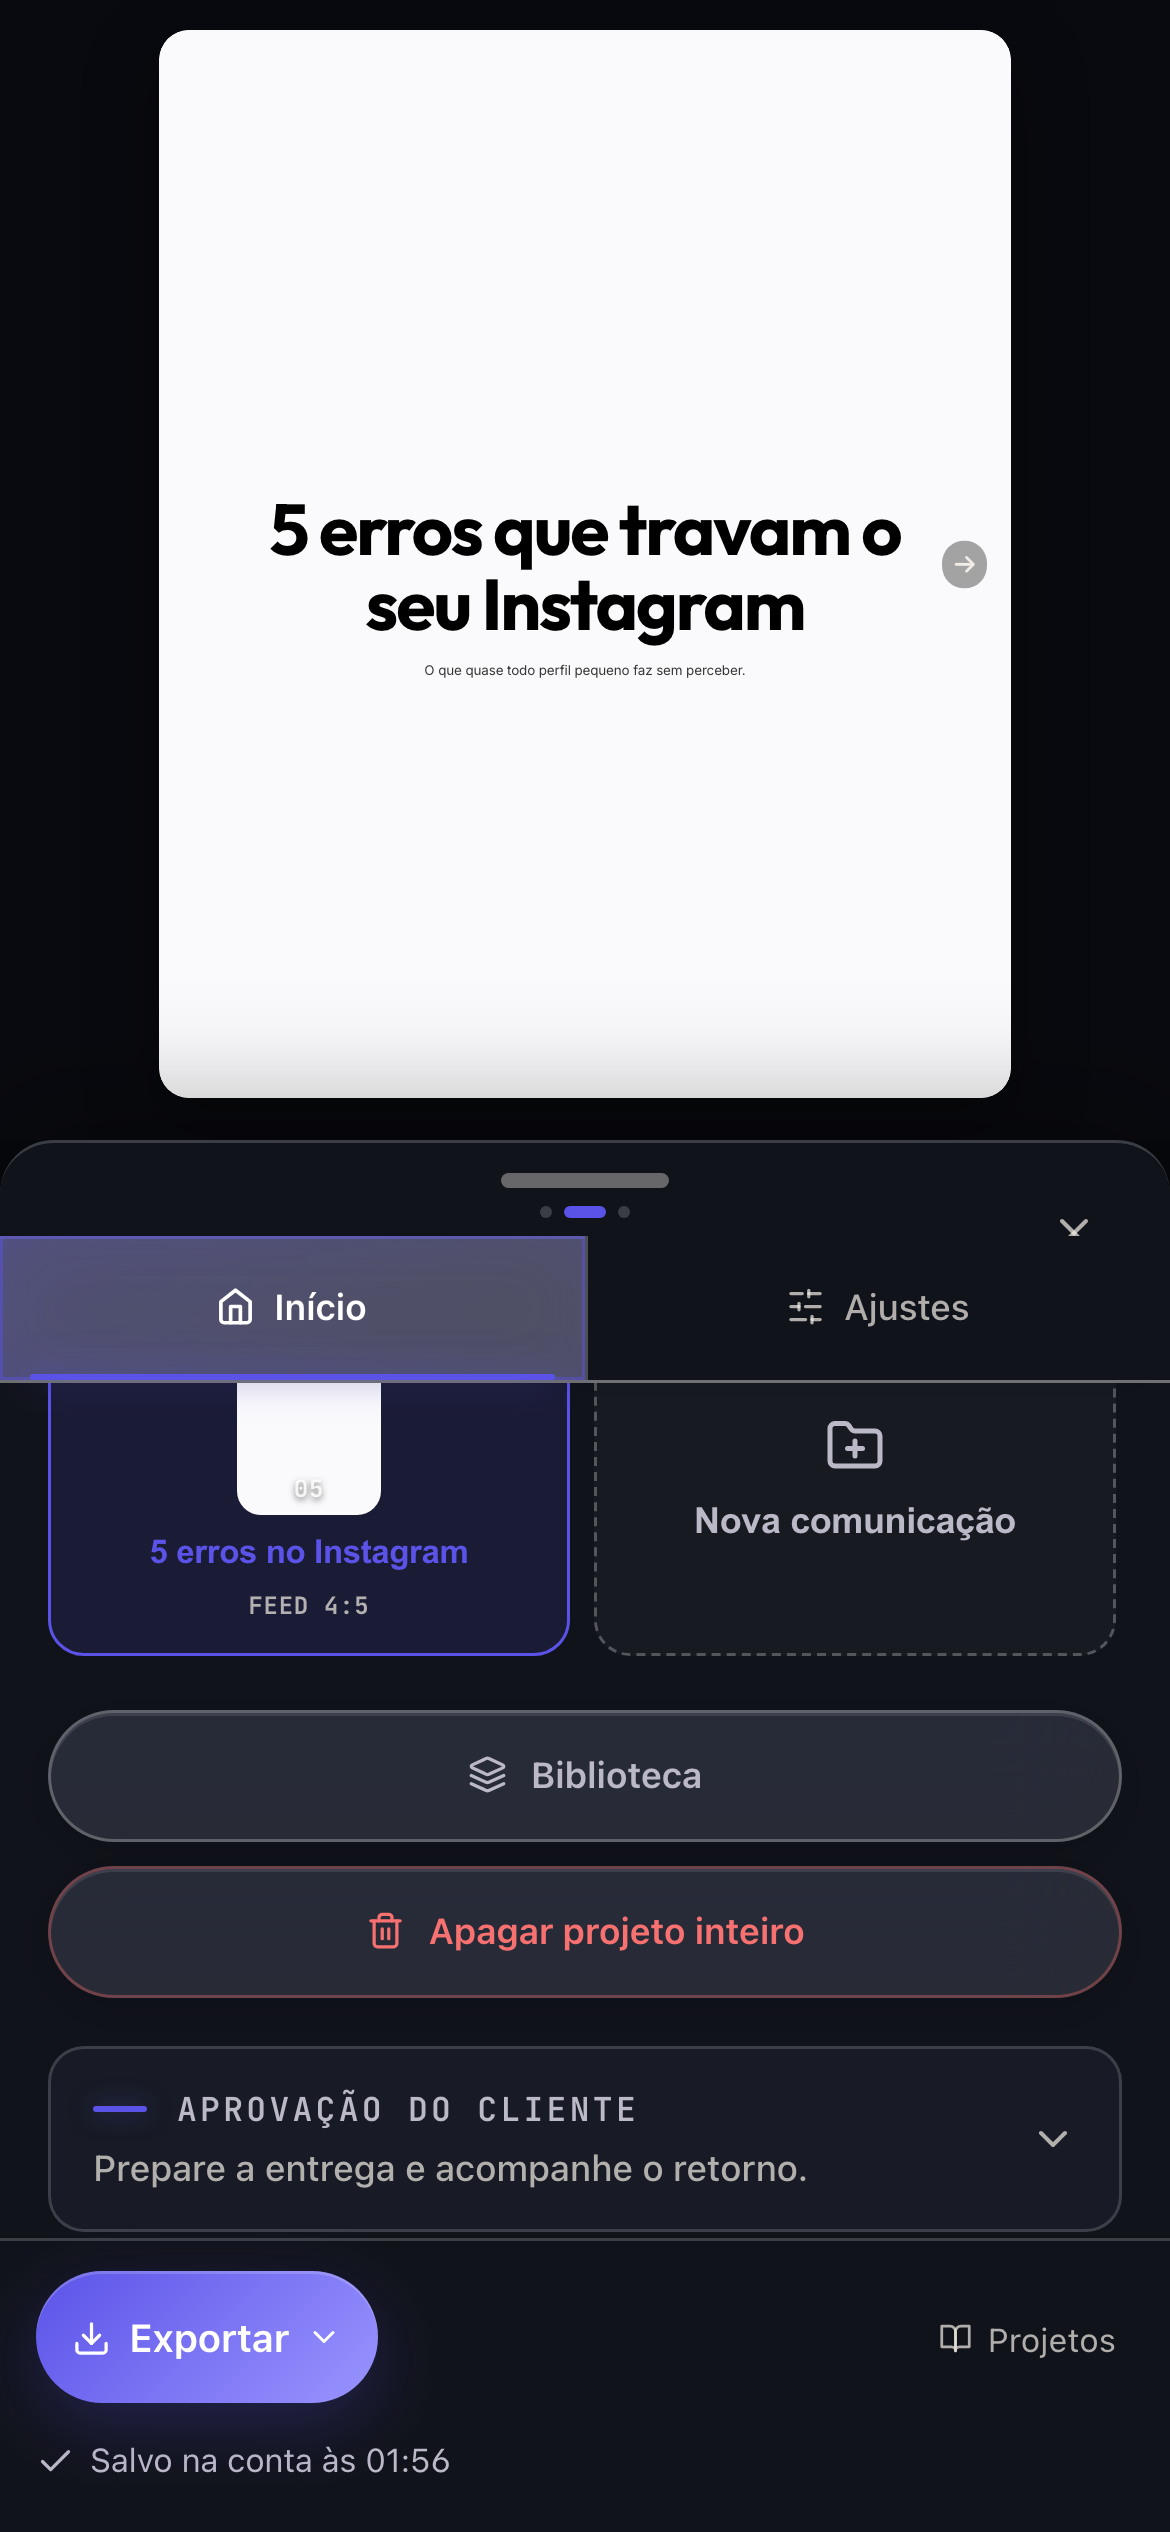 5 erros que travam o
seu Instagram
O que quase todo perfil pequeno faz sem perceber.
Início
Ajustes
05
5 erros no Instagram
FEED 4:5
Nova comunicação
Biblioteca
Apagar projeto inteiro
APROVAÇÃO DO CLIENTE
Prepare a entrega e acompanhe o retorno.
Exportar
Projetos
Salvo na conta às 01:56